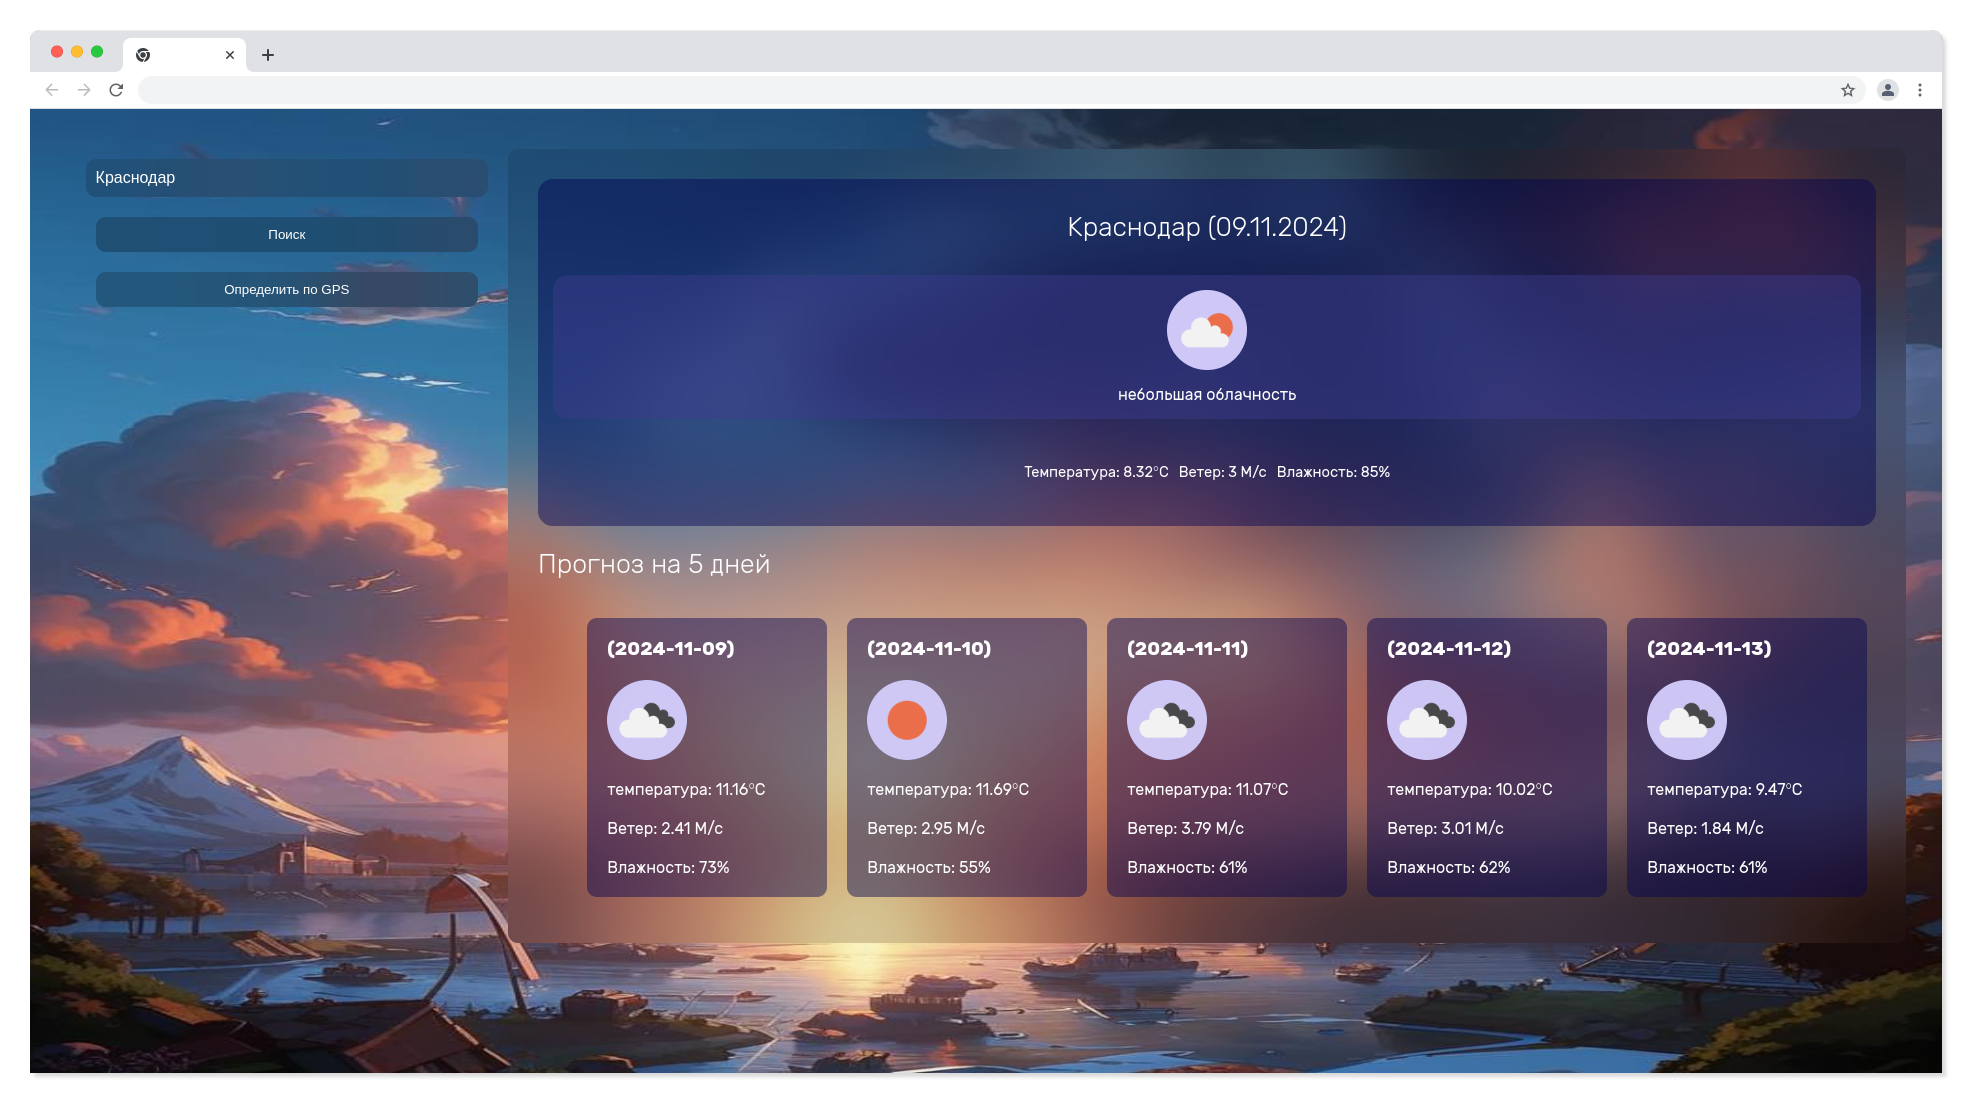 Краснодар
Поиск
Определить по GPS
Краснодар (09.11.2024)
небольшая облачность
Температура: 8.32°C Ветер: 3 М/с Влажность: 85%
Прогноз на 5 дней
(2024-11-09)
температура: 11.16°C
Ветер: 2.41 М/с
Влажность: 73%
(2024-11-10)
температура: 11.69°C
Ветер: 2.95 М/с
Влажность: 55%
(2024-11-11)
температура: 11.07°C
Ветер: 3.79 М/с
Влажность: 61%
(2024-11-12)
температура: 10.02°C
Ветер: 3.01 М/с
Влажность: 62%
(2024-11-13)
температура: 9.47°C
Ветер: 1.84 М/с
Влажность: 61%